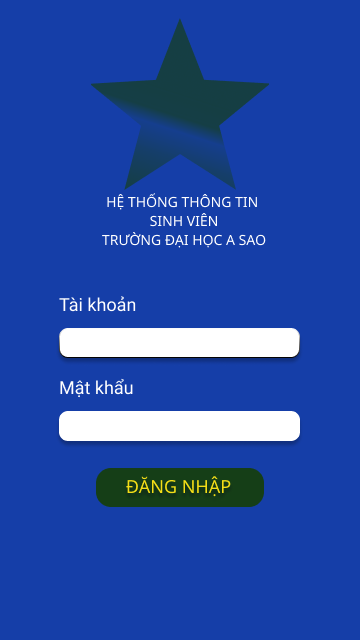 HỆ THỐNG THÔNG TIN
SINH VIÊN
TRƯỜNG ĐẠI HỌC A SAO
Tài khoản
Mật khẩu
ĐĂNG NHẬP